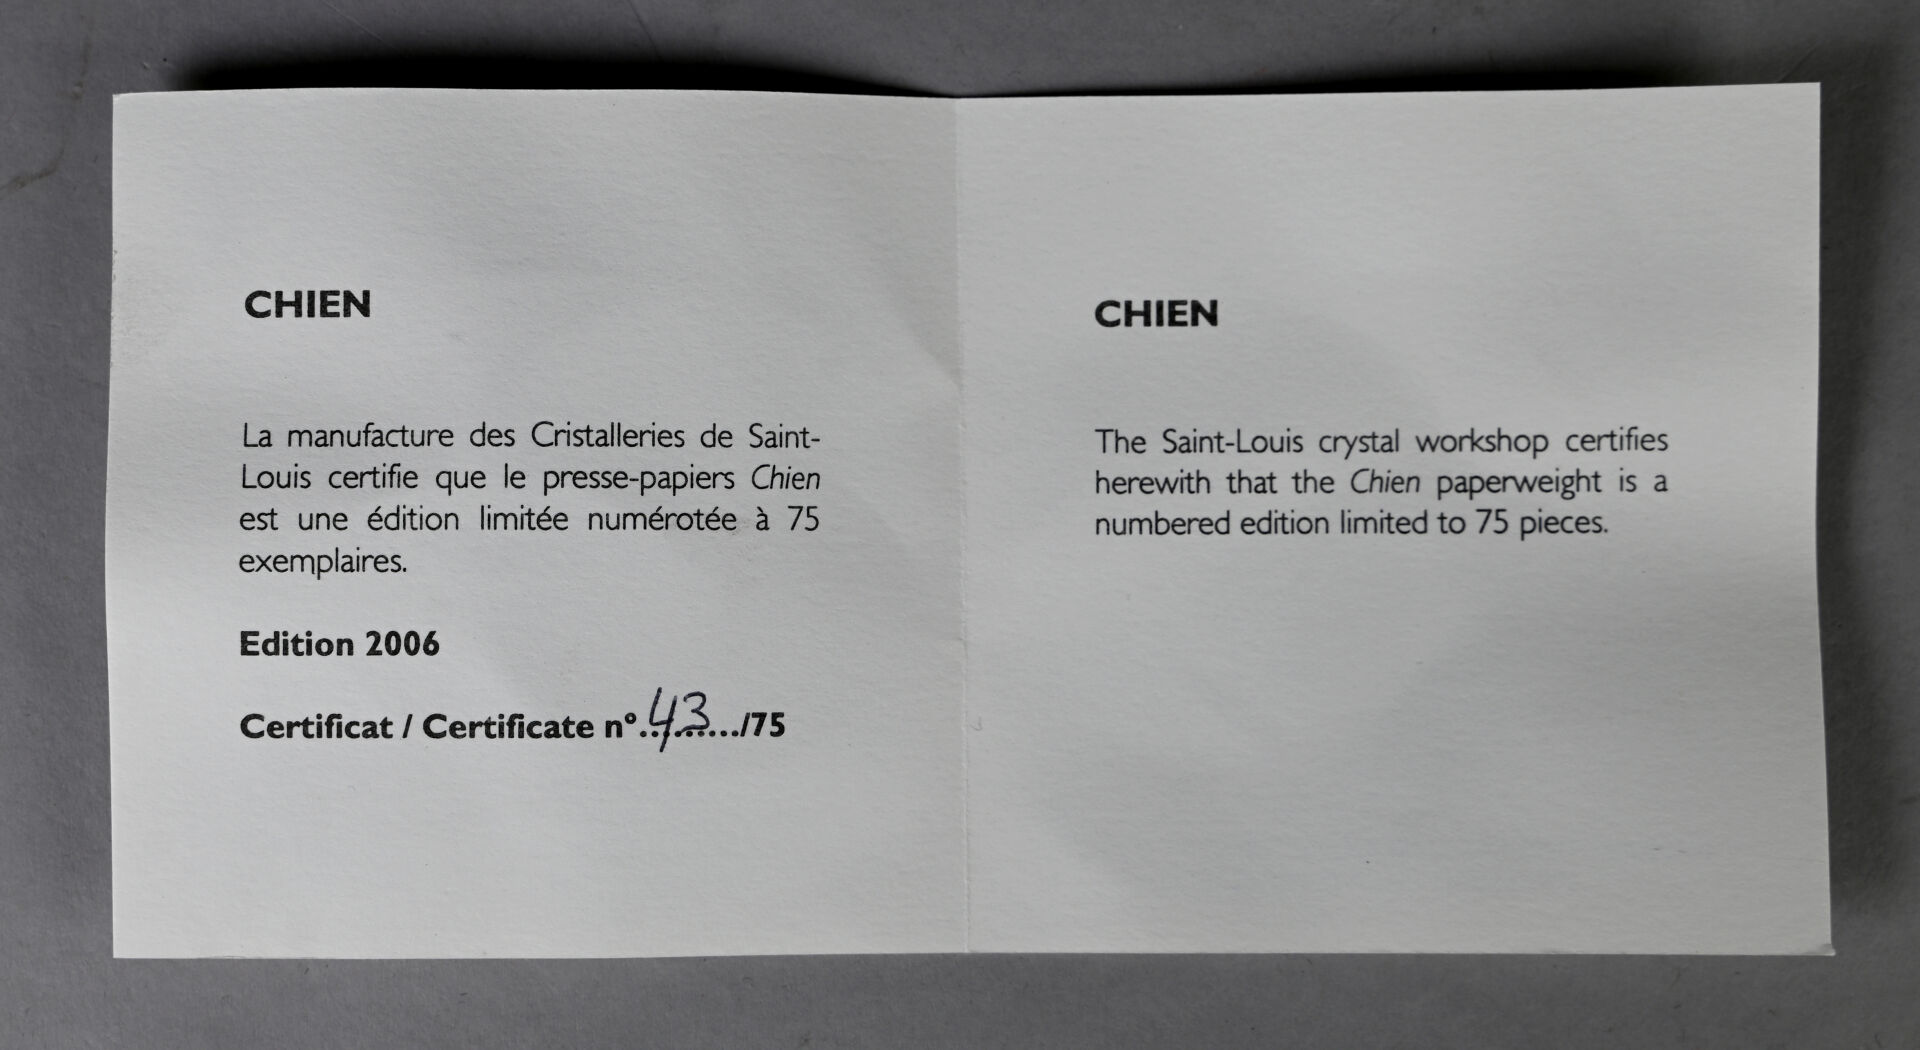 CHIEN
La manufacture des Cristalleries de Saint-
Louis certifie que le presse-papiers Chien
est une édition limitée numérotée à 75
exemplaires.
Edition 2006
Certificat / Certificate n°.43..../75
CHIEN
The Saint-Louis crystal workshop certifies
herewith that the Chien paperweight is a
numbered edition limited to 75 pieces.